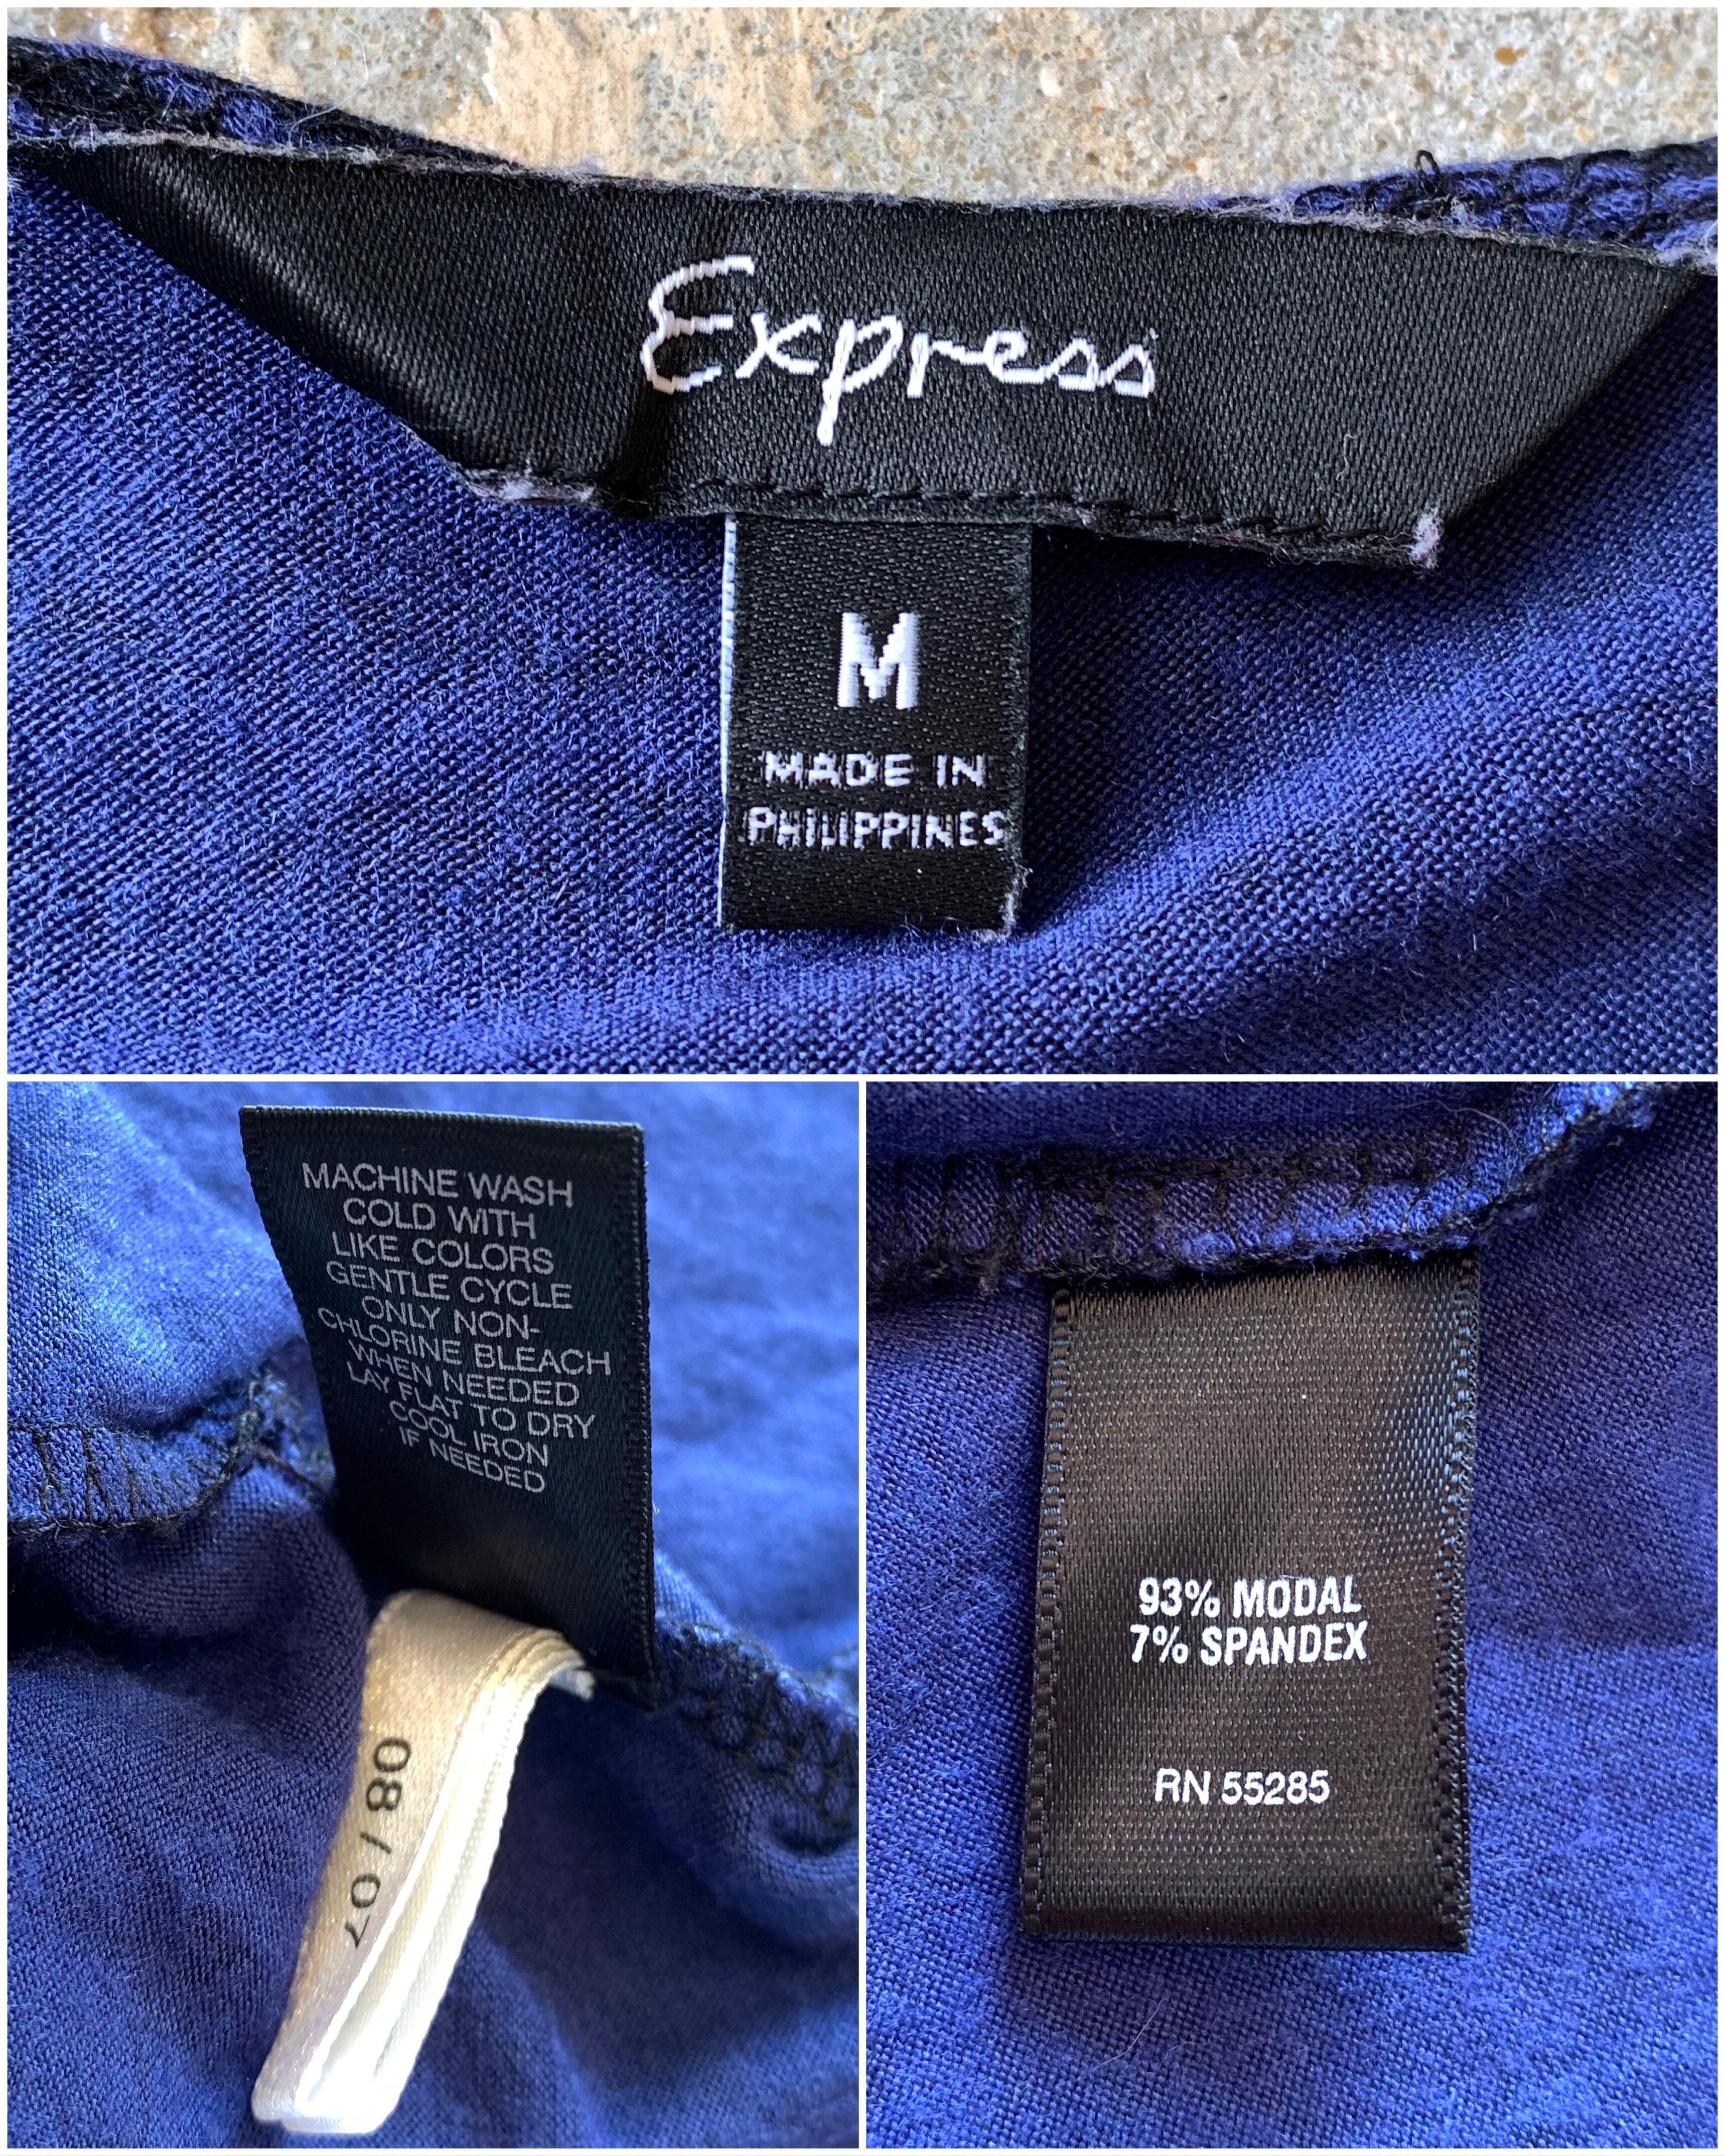 Express
M
MADE IN
PHILIPPINES
MACHINE WASH
COLD WITH
LIKE COLORS
GENTLE CYCLE
ONLY NON-
CHLORINE BLEACH
WHEN NEEDED
LAY FLAT TO DRY
COOL IRON
IF NEEDED
08 / 07
93% MODAL
7% SPANDEX
RN 55285